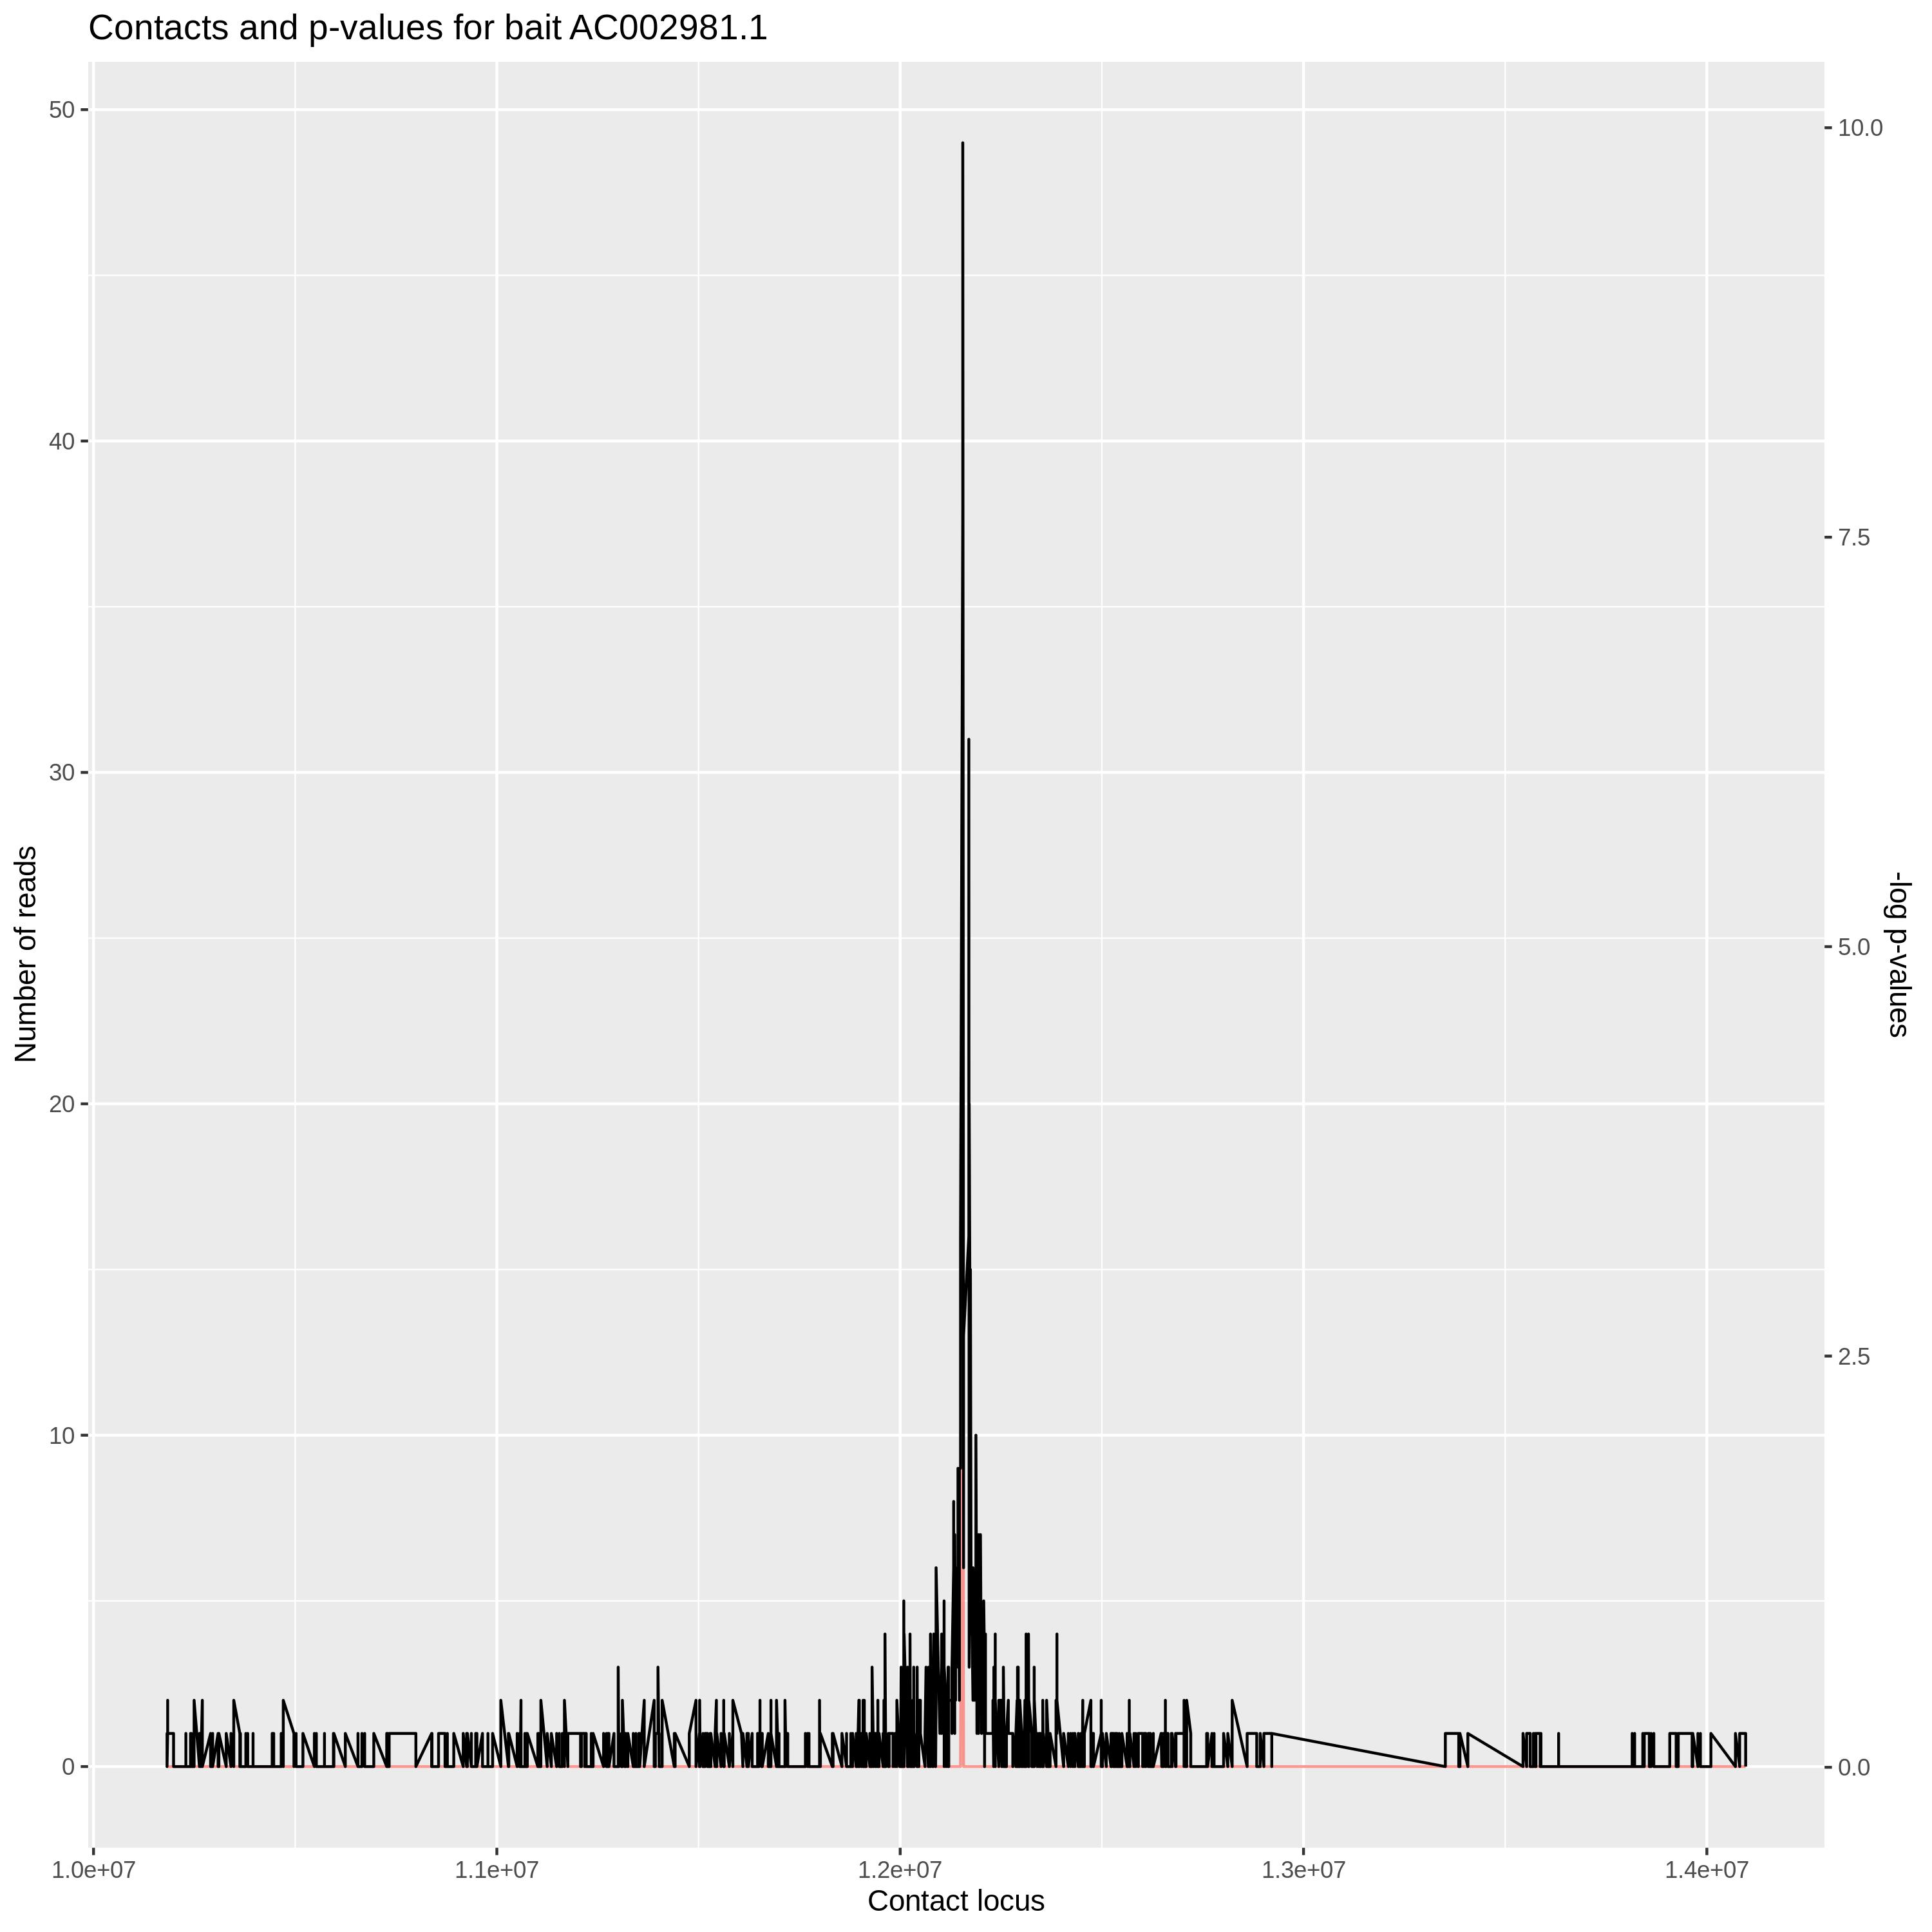 Contacts and p-values for bait AC002981.1
50
40
30
20
10
0
Number of reads
10.0
7.5
5.0
2.5
0.0
-log p-values
1.0e+07 1.1e+07 1.2e+07 1.3e+07 1.4e+07
Contact locus